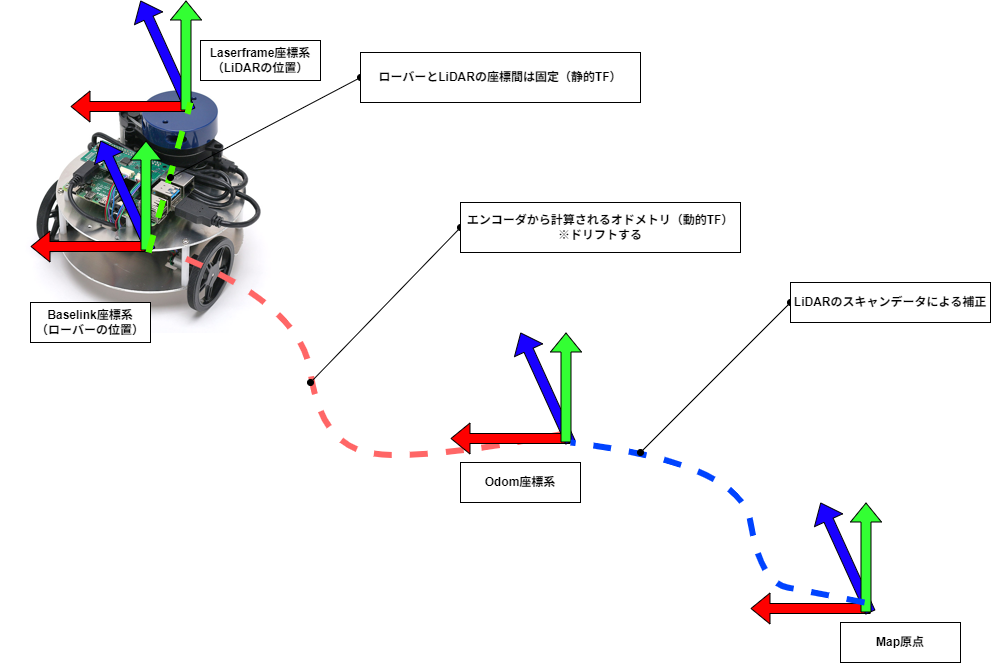 Laserframe座標系
（LiDARの位置）
ローバーとLiDARの座標間は固定（静的TF）
エンコーダから計算されるオドメトリ（動的TF）
※ドリフトする
LiDARのスキャンデータによる補正
Baselink座標系
（ローバーの位置）
Odom座標系
Map原点